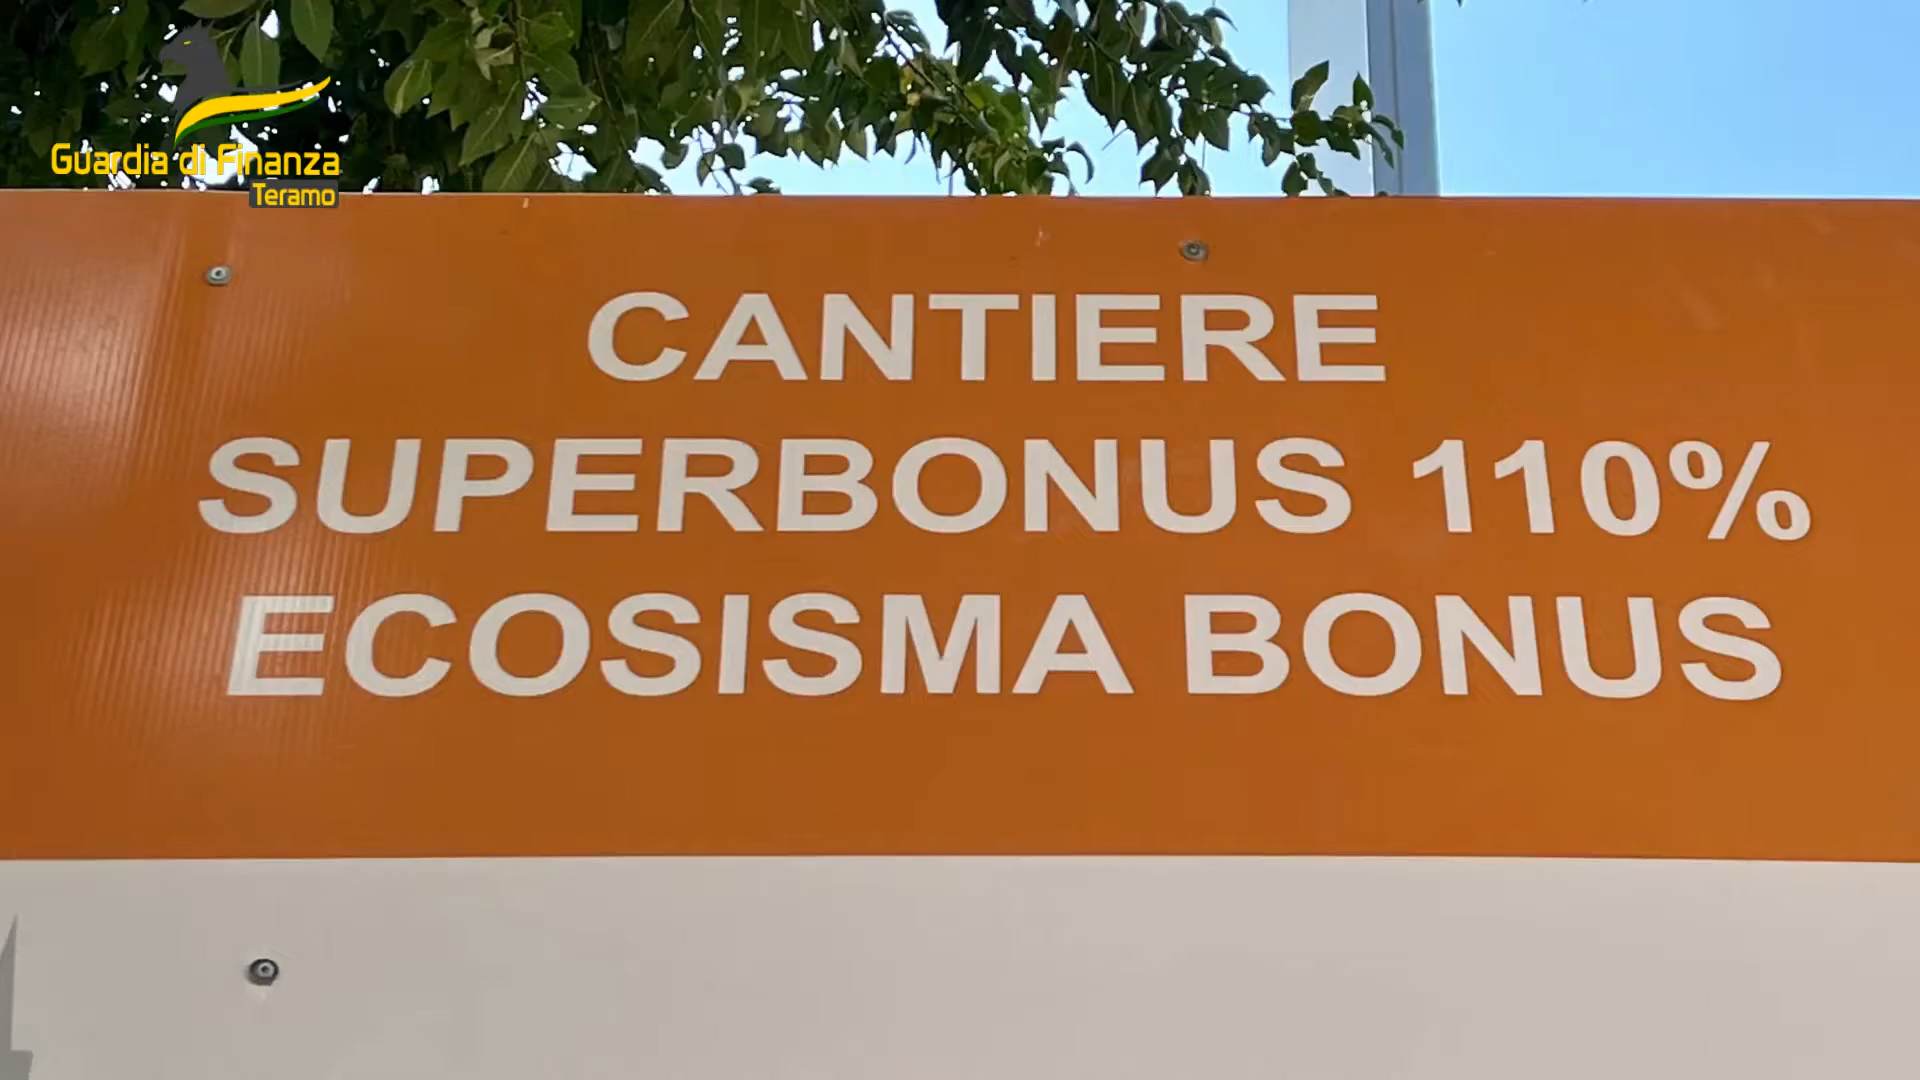 Guardia di Finanza
Teramo
CANTIERE
SUPERBONUS 110%
ECOSISMA BONUS